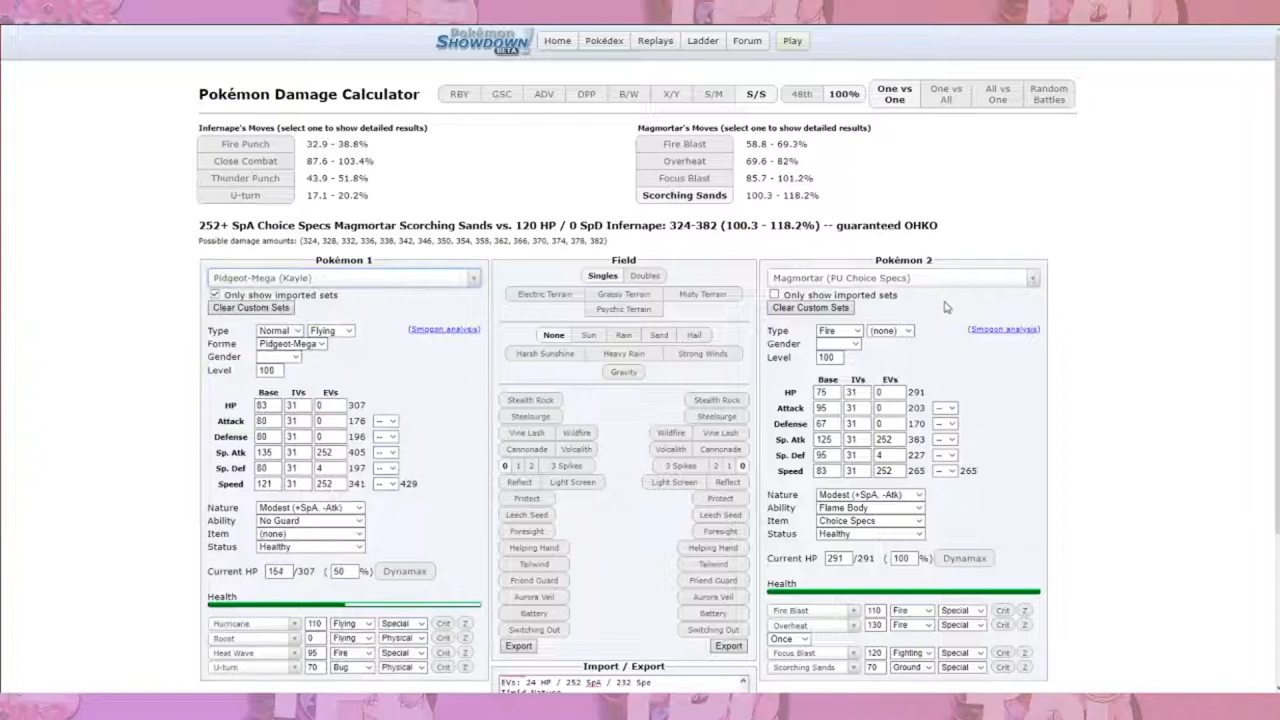 Pokémon
SHOWDOWN!
BETA
Home Pokédex Replays Ladder Forum Play
Pokémon Damage Calculator
RBY GSC ADV DPP B/W X/Y S/M S/S
48th 100%
One vs One
One vs All
All vs One
Random Battles
Infernape's Moves (select one to show detailed results)
Fire Punch 32.9 - 38.8%
Close Combat 87.6 - 103.4%
Thunder Punch 43.9 - 51.8%
U-turn 17.1 - 20.2%
Magmortar's Moves (select one to show detailed results)
Fire Blast 58.8 - 69.3%
Overheat 69.6 - 82%
Focus Blast 85.7 - 101.2%
Scorching Sands 100.3 - 118.2%
252+ SpA Choice Specs Magmortar Scorching Sands vs. 120 HP / 0 SpD Infernape: 324-382 (100.3 - 118.2%) -- guaranteed OHKO
Possible damage amounts: (324, 328, 332, 336, 338, 342, 346, 350, 354, 358, 362, 366, 370, 374, 378, 382)
Pokémon 1
Pidgeot-Mega (Kayle)
Only show imported sets
Clear Custom Sets
Type Normal Flying (Smogon analysis)
Forme Pidgeot-Mega
Gender
Level 100
Base IVs EVs
HP 83 31 0 307
Attack 80 31 0 176 --
Defense 80 31 0 196 --
Sp. Atk 135 31 252 405 --
Sp. Def 80 31 4 197 --
Speed 121 31 252 341 -- 429
Nature Modest (+SpA, -Atk)
Ability No Guard
Item (none)
Status Healthy
Current HP 154 /307 ( 50 %) Dynamax
Health
Hurricane 110 Flying Special Crit Z
Roost 0 Flying Physical Crit Z
Heat Wave 95 Fire Special Crit Z
U-turn 70 Bug Physical Crit Z
Field
Singles Doubles
Electric Terrain Grassy Terrain Misty Terrain
Psychic Terrain
None Sun Rain Sand Hail
Harsh Sunshine Heavy Rain Strong Winds
Gravity
Stealth Rock Stealth Rock
Steelsurge Steelsurge
Vine Lash Wildfire Wildfire Vine Lash
Cannonade Volcalith Volcalith Cannonade
0 1 2 3 Spikes 3 Spikes 2 1 0
Reflect Light Screen Light Screen Reflect
Protect Protect
Leech Seed Leech Seed
Foresight Foresight
Helping Hand Helping Hand
Tailwind Tailwind
Friend Guard Friend Guard
Aurora Veil Aurora Veil
Battery Battery
Switching Out Switching Out
Export Export
Import / Export
EVs: 24 HP / 252 SpA / 232 Spe
Timid Nature
Pokémon 2
Magmortar (PU Choice Specs)
Only show imported sets
Clear Custom Sets
Type Fire (none) (Smogon analysis)
Gender
Level 100
Base IVs EVs
HP 75 31 0 291
Attack 95 31 0 203 --
Defense 67 31 0 170 --
Sp. Atk 125 31 252 383 --
Sp. Def 95 31 4 227 --
Speed 83 31 252 265 -- 265
Nature Modest (+SpA, -Atk)
Ability Flame Body
Item Choice Specs
Status Healthy
Current HP 291 /291 ( 100 %) Dynamax
Health
Fire Blast 110 Fire Special Crit Z
Overheat 130 Fire Special Crit Z
Once
Focus Blast 120 Fighting Special Crit Z
Scorching Sands 70 Ground Special Crit Z